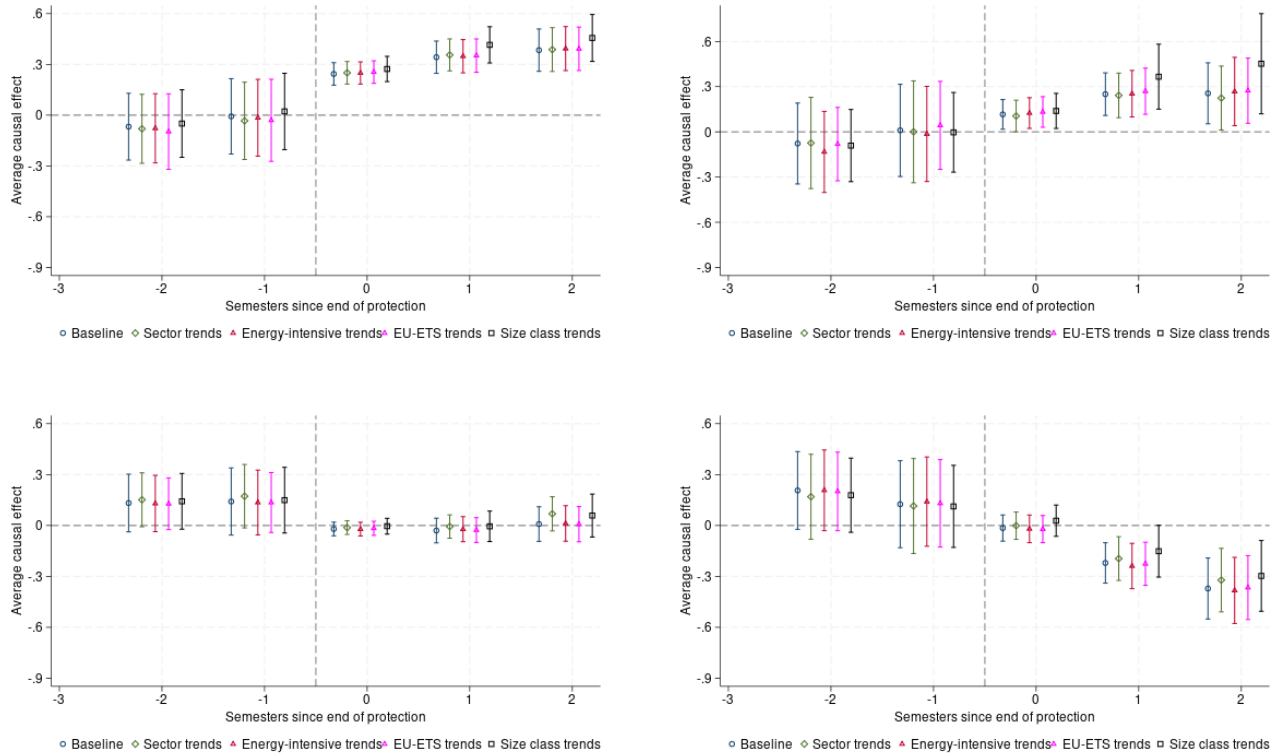 .6
.3
0
-.3
-.6
-.9
Average causal effect
-3 -2 -1 0 1 2
Semesters since end of protection
Baseline Sector trends Energy-intensive trends EU-ETS trends Size class trends
.6
.3
0
-.3
-.6
-.9
Average causal effect
-3 -2 -1 0 1 2
Semesters since end of protection
Baseline Sector trends Energy-intensive trends EU-ETS trends Size class trends
.6
.3
0
-.3
-.6
-.9
Average causal effect
-3 -2 -1 0 1 2
Semesters since end of protection
Baseline Sector trends Energy-intensive trends EU-ETS trends Size class trends
.6
.3
0
-.3
-.6
-.9
Average causal effect
-3 -2 -1 0 1 2
Semesters since end of protection
Baseline Sector trends Energy-intensive trends EU-ETS trends Size class trends